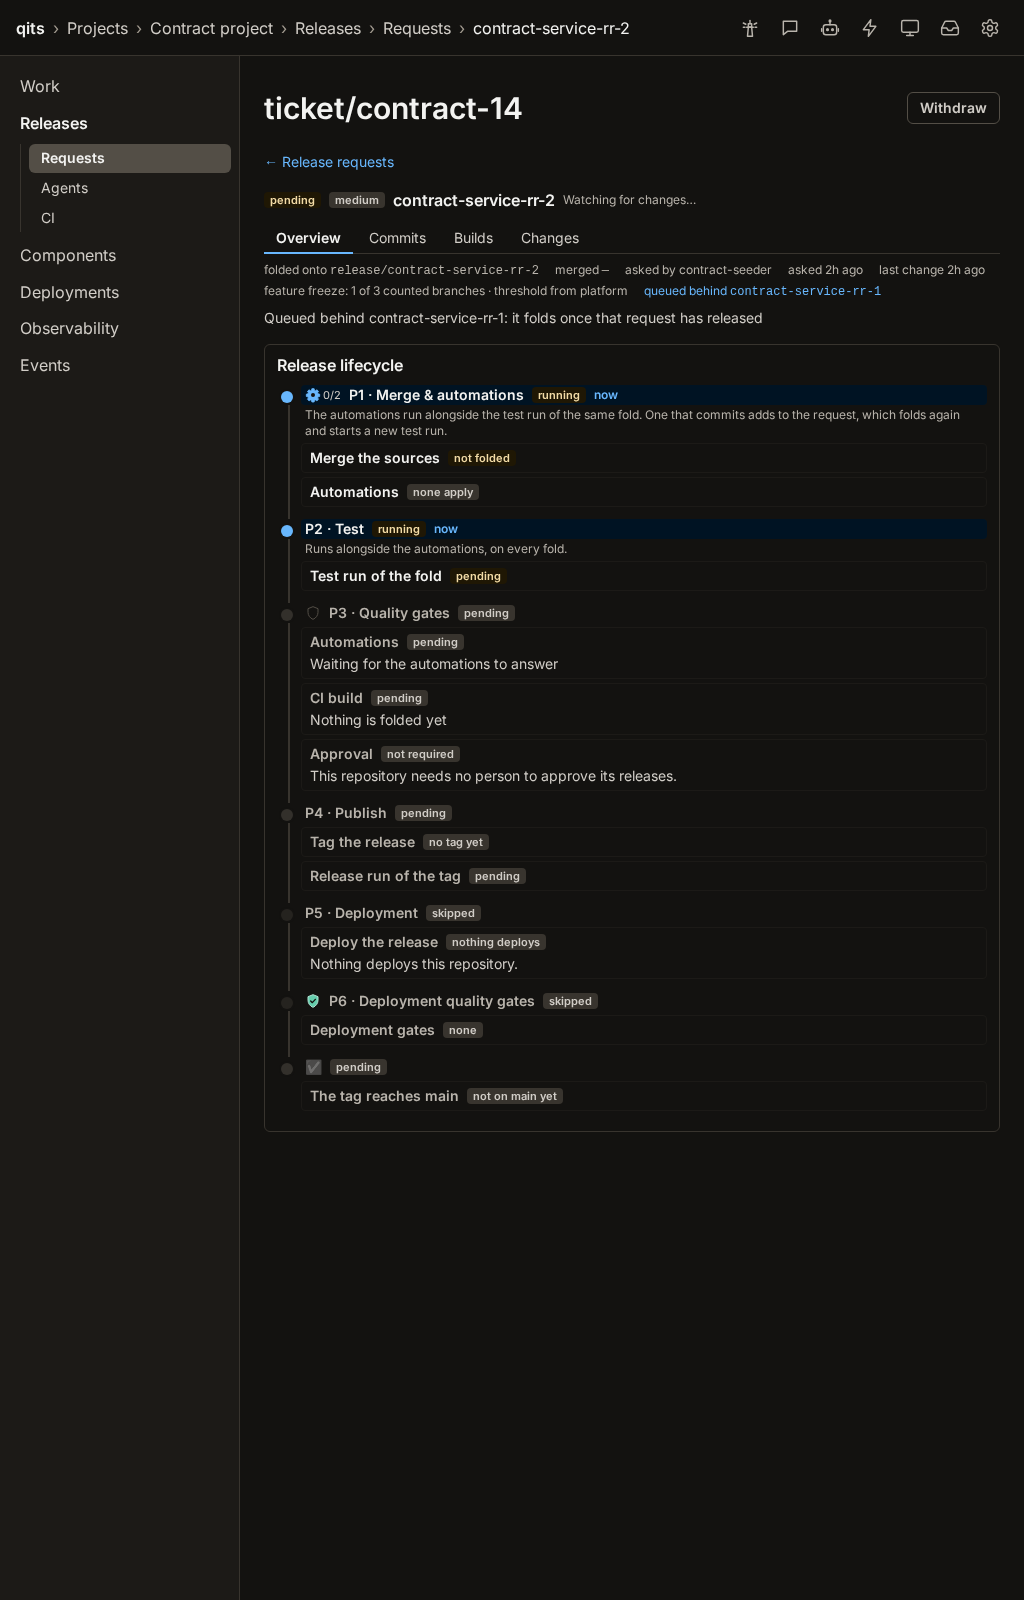 qits › Projects › Contract project › Releases › Requests › contract-service-rr-2
Work
Releases
Requests
Agents
CI
Components
Deployments
Observability
Events
ticket/contract-14
Withdraw
← Release requests
pending medium contract-service-rr-2 Watching for changes...
Overview Commits Builds Changes
folded onto release/contract-service-rr-2 merged — asked by contract-seeder asked 2h ago last change 2h ago
feature freeze: 1 of 3 counted branches · threshold from platform queued behind contract-service-rr-1
Queued behind contract-service-rr-1: it folds once that request has released
Release lifecycle
0/2 P1 · Merge & automations running now
The automations run alongside the test run of the same fold. One that commits adds to the request, which folds again
and starts a new test run.
Merge the sources not folded
Automations none apply
P2 · Test running now
Runs alongside the automations, on every fold.
Test run of the fold pending
P3 · Quality gates pending
Automations pending
Waiting for the automations to answer
CI build pending
Nothing is folded yet
Approval not required
This repository needs no person to approve its releases.
P4 · Publish pending
Tag the release no tag yet
Release run of the tag pending
P5 · Deployment skipped
Deploy the release nothing deploys
Nothing deploys this repository.
P6 · Deployment quality gates skipped
Deployment gates none
pending
The tag reaches main not on main yet